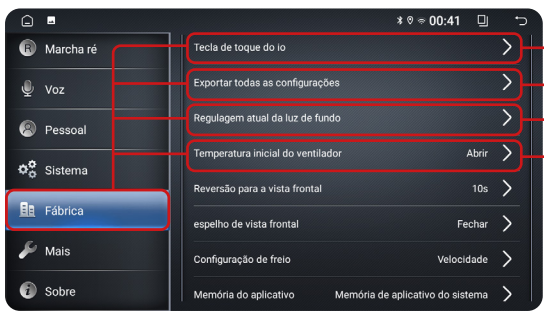 00:41
Marcha ré
Voz
Pessoal
Sistema
Fábrica
Mais
Sobre
Tecla de toque do io
Exportar todas as configurações
Regulagem atual da luz de fundo
Temperatura inicial do ventilador Abrir
Reversão para a vista frontal 10s
espelho de vista frontal Fechar
Configuração de freio Velocidade
Memória do aplicativo Memória de aplicativo do sistema